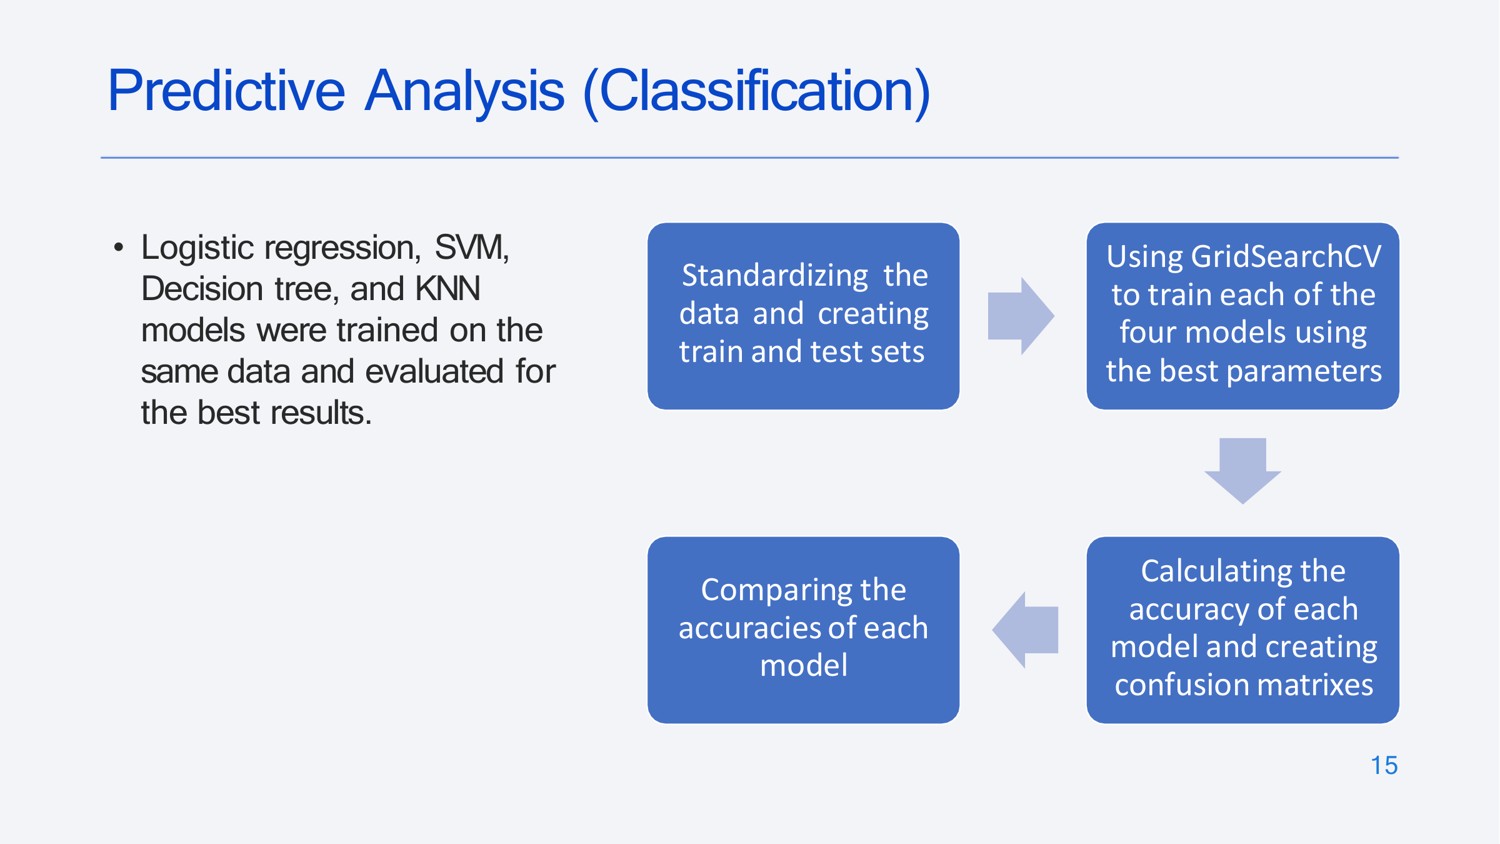 Predictive Analysis (Classification)
• Logistic regression, SVM,
Decision tree, and KNN
models were trained on the
same data and evaluated for
the best results.
Standardizing the
data and creating
train and test sets
Using GridSearchCV
to train each of the
four models using
the best parameters
Calculating the
accuracy of each
model and creating
confusion matrixes
Comparing the
accuracies of each
model
15